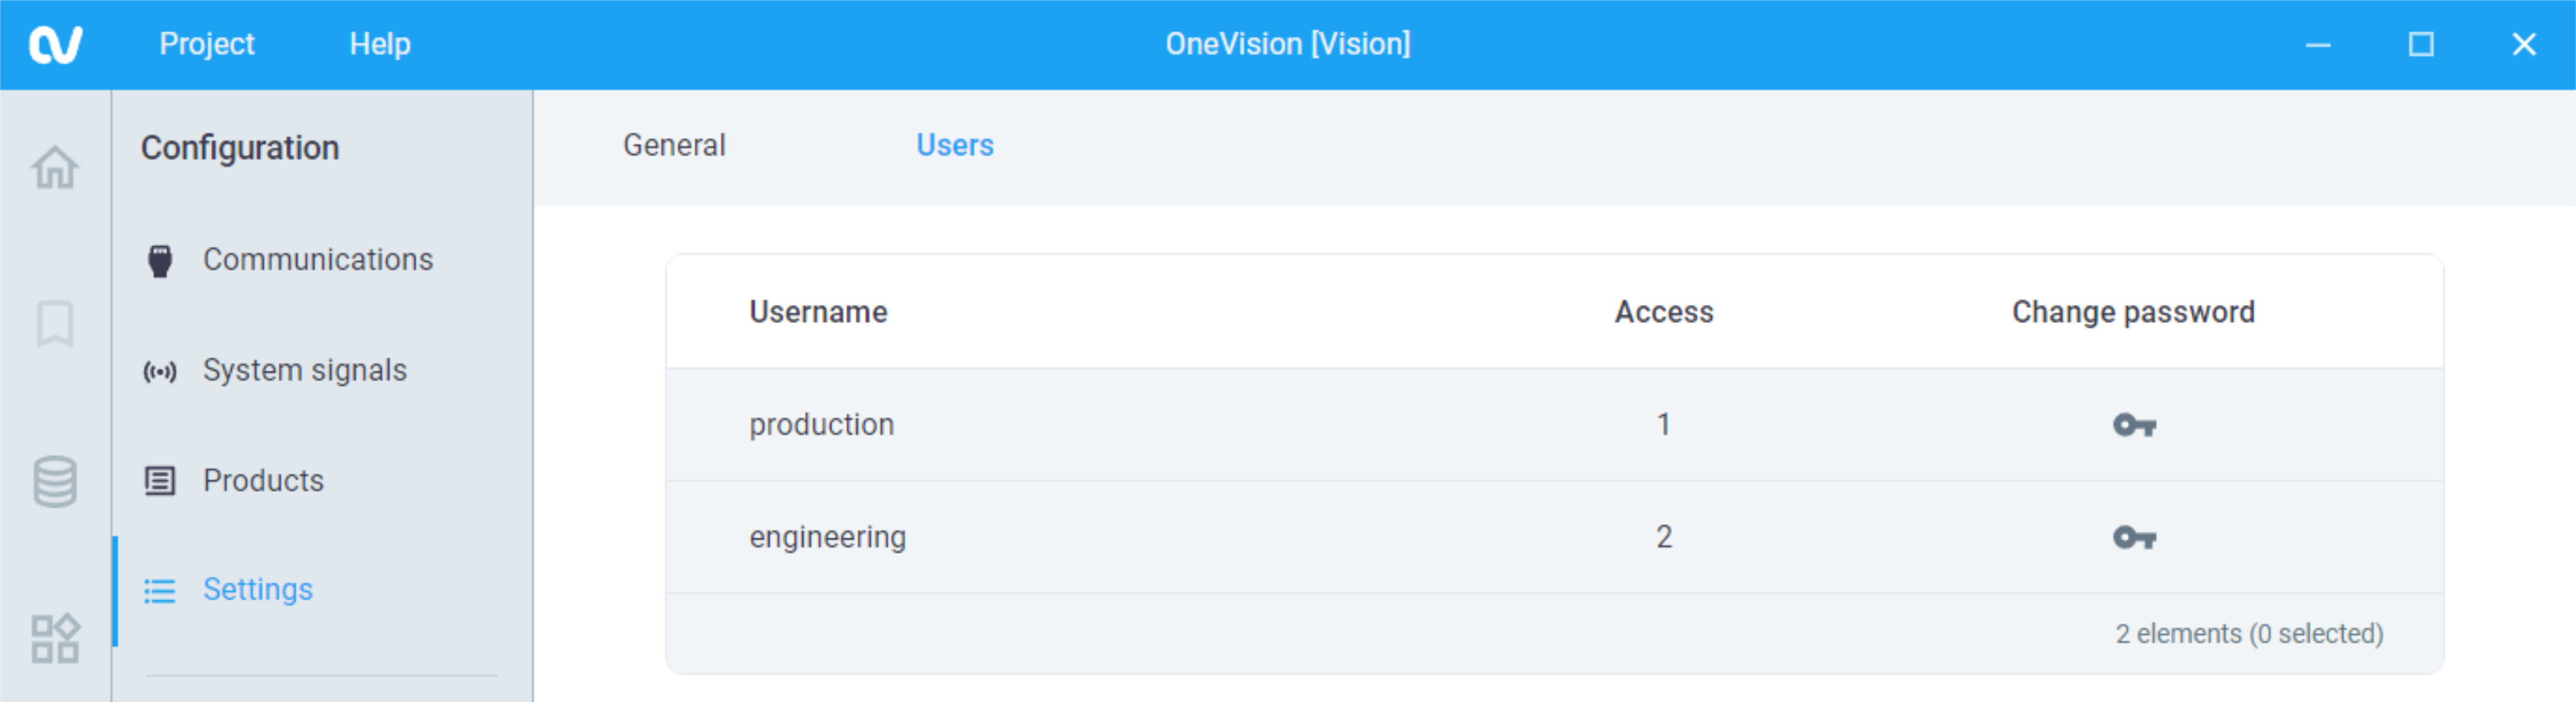 Project Help OneVision [Vision]
Configuration
Communications
System signals
Products
Settings
General Users
Username Access Change password
production 1
engineering 2
2 elements (0 selected)